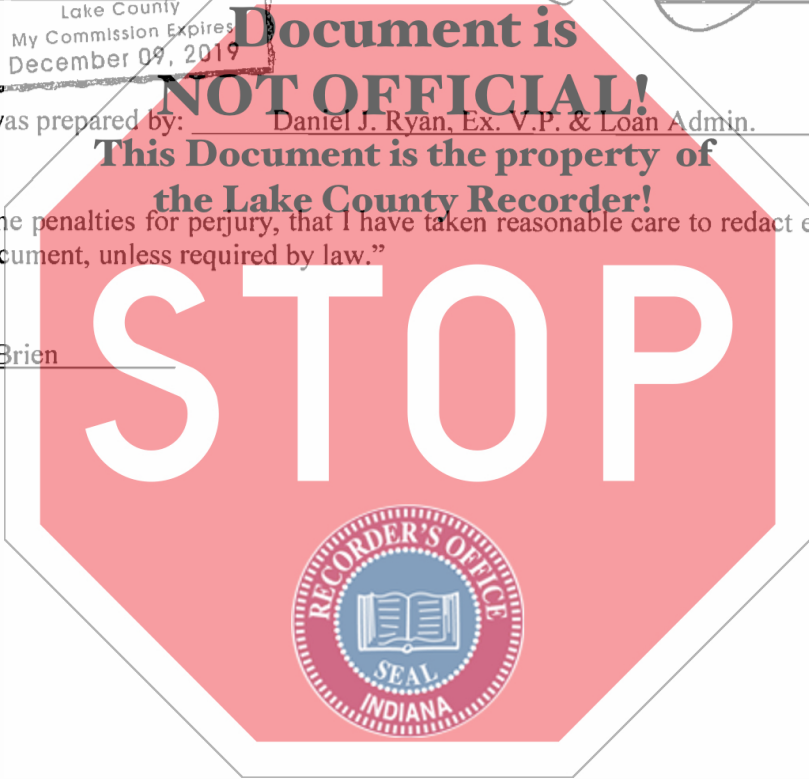 Lake County
My Commission Expires
December 09, 2019
Document is
NOT OFFICIAL!
as prepared by: Daniel J. Ryan, Ex. V.P. & Loan Admin.
This Document is the property of
the Lake County Recorder!
he penalties for perjury, that I have taken reasonable care to redact e
cument, unless required by law.”
Brien
STOP
RECORDER'S OFFICE
SEAL
INDIANA